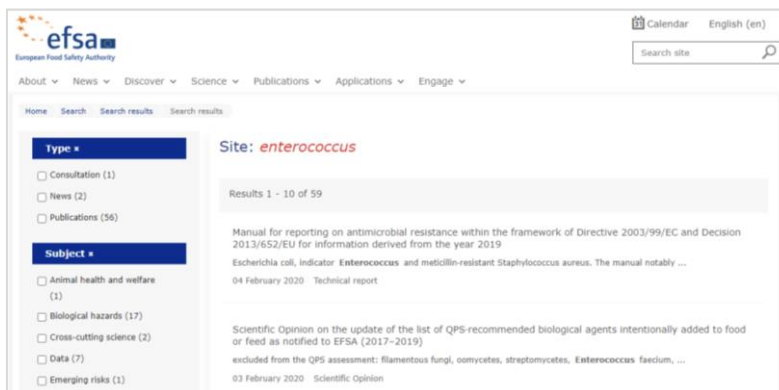 31 Calendar English (en)
efsa
European Food Safety Authority
Search site
About News Discover Science Publications Applications Engage
Home Search Search results Search results
Type ×
Consultation (1)
News (2)
Publications (56)
Subject ×
Animal health and welfare
(1)
Biological hazards (17)
Cross-cutting science (2)
Data (7)
Emerging risks (1)
Site: enterococcus
Results 1 - 10 of 59
Manual for reporting on antimicrobial resistance within the framework of Directive 2003/99/EC and Decision
2013/652/EU for information derived from the year 2019
Escherichia coli, indicator Enterococcus and meticillin-resistant Staphylococcus aureus. The manual notably ...
04 February 2020 Technical report
Scientific Opinion on the update of the list of QPS-recommended biological agents intentionally added to food
or feed as notified to EFSA (2017–2019)
excluded from the QPS assessment: filamentous fungi, oomycetes, streptomycetes, Enterococcus faecium, ...
03 February 2020 Scientific Opinion